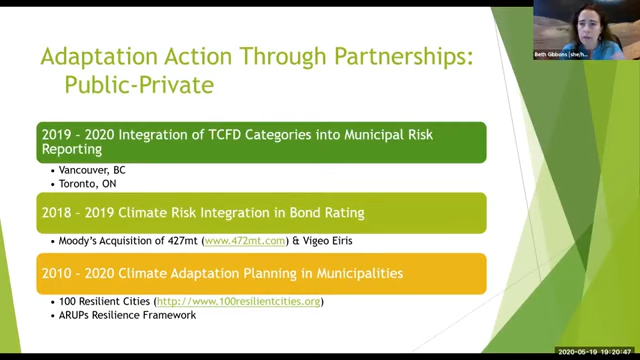 Adaptation Action Through Partnerships:
Public-Private
Beth Gibbons |she/h...
2019 – 2020 Integration of TCFD Categories into Municipal Risk
Reporting
• Vancouver, BC
• Toronto, ON
2018 – 2019 Climate Risk Integration in Bond Rating
• Moody's Acquisition of 427mt (www.472mt.com) & Vigeo Eiris
2010 – 2020 Climate Adaptation Planning in Municipalities
• 100 Resilient Cities (http://www.100resilientcities.org)
• ARUPs Resilience Framework
2020-05-19 19:20:47